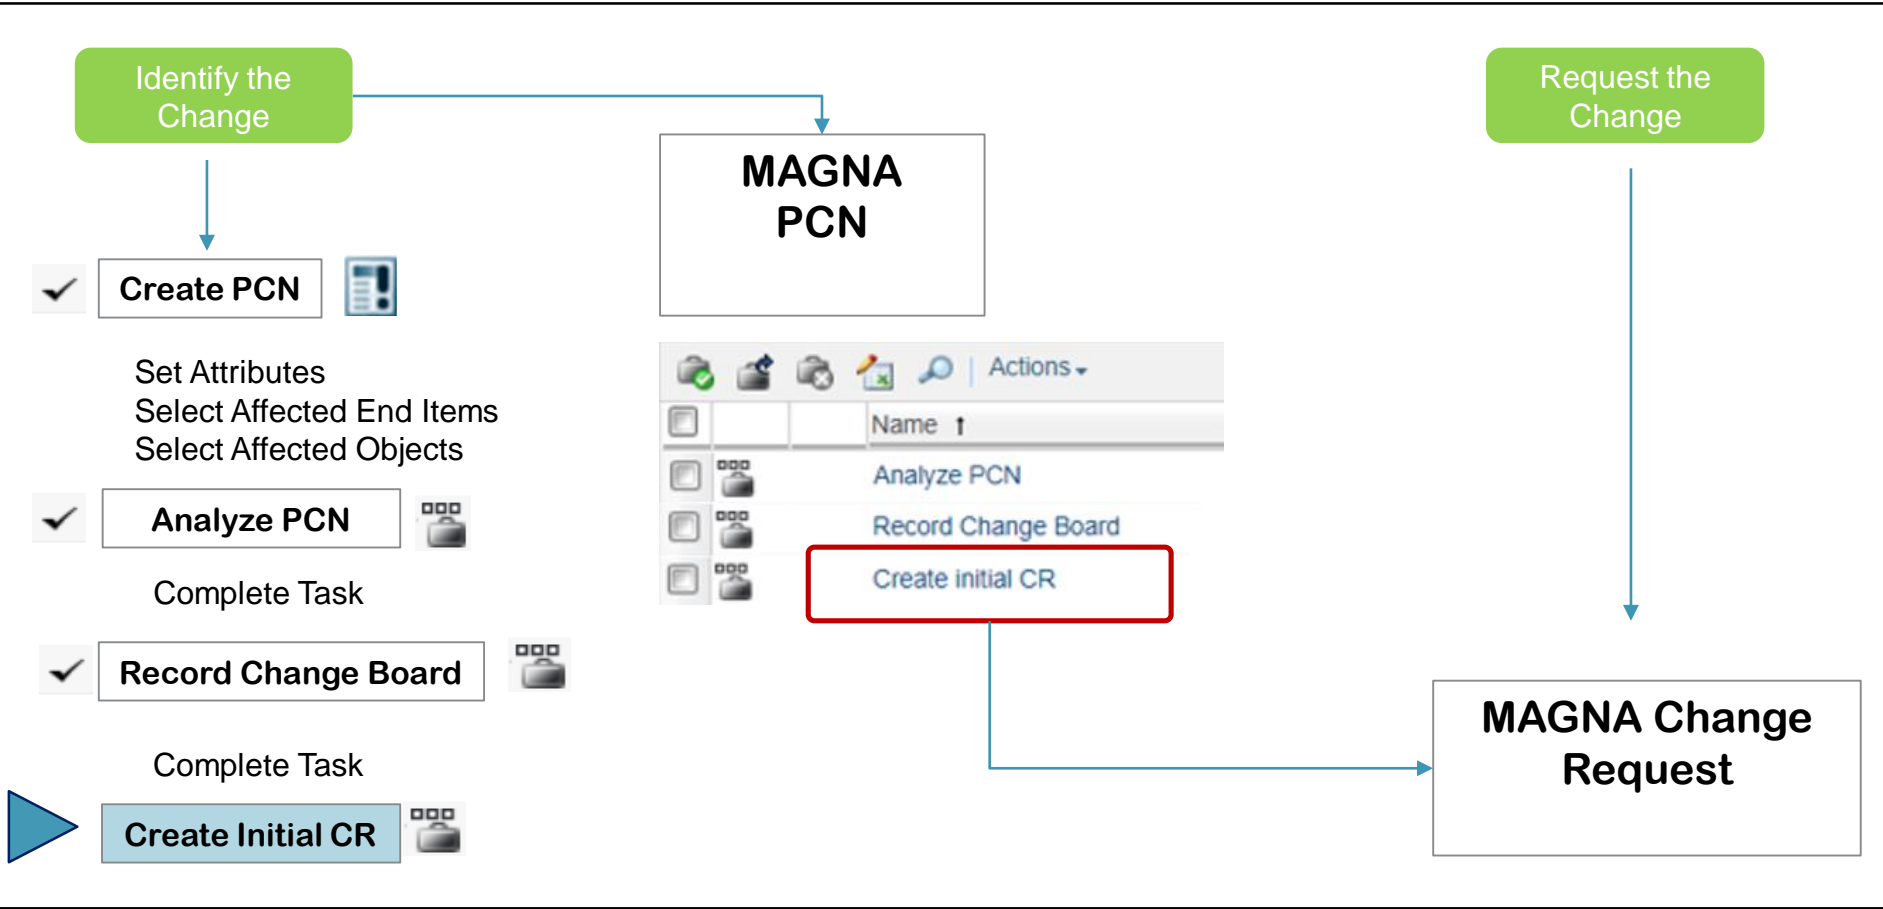 Identify the
Change
Create PCN
Set Attributes
Select Affected End Items
Select Affected Objects
Analyze PCN
Complete Task
Record Change Board
Complete Task
Create Initial CR
MAGNA
PCN
Actions
Name
Analyze PCN
Record Change Board
Create initial CR
Request the
Change
MAGNA Change
Request